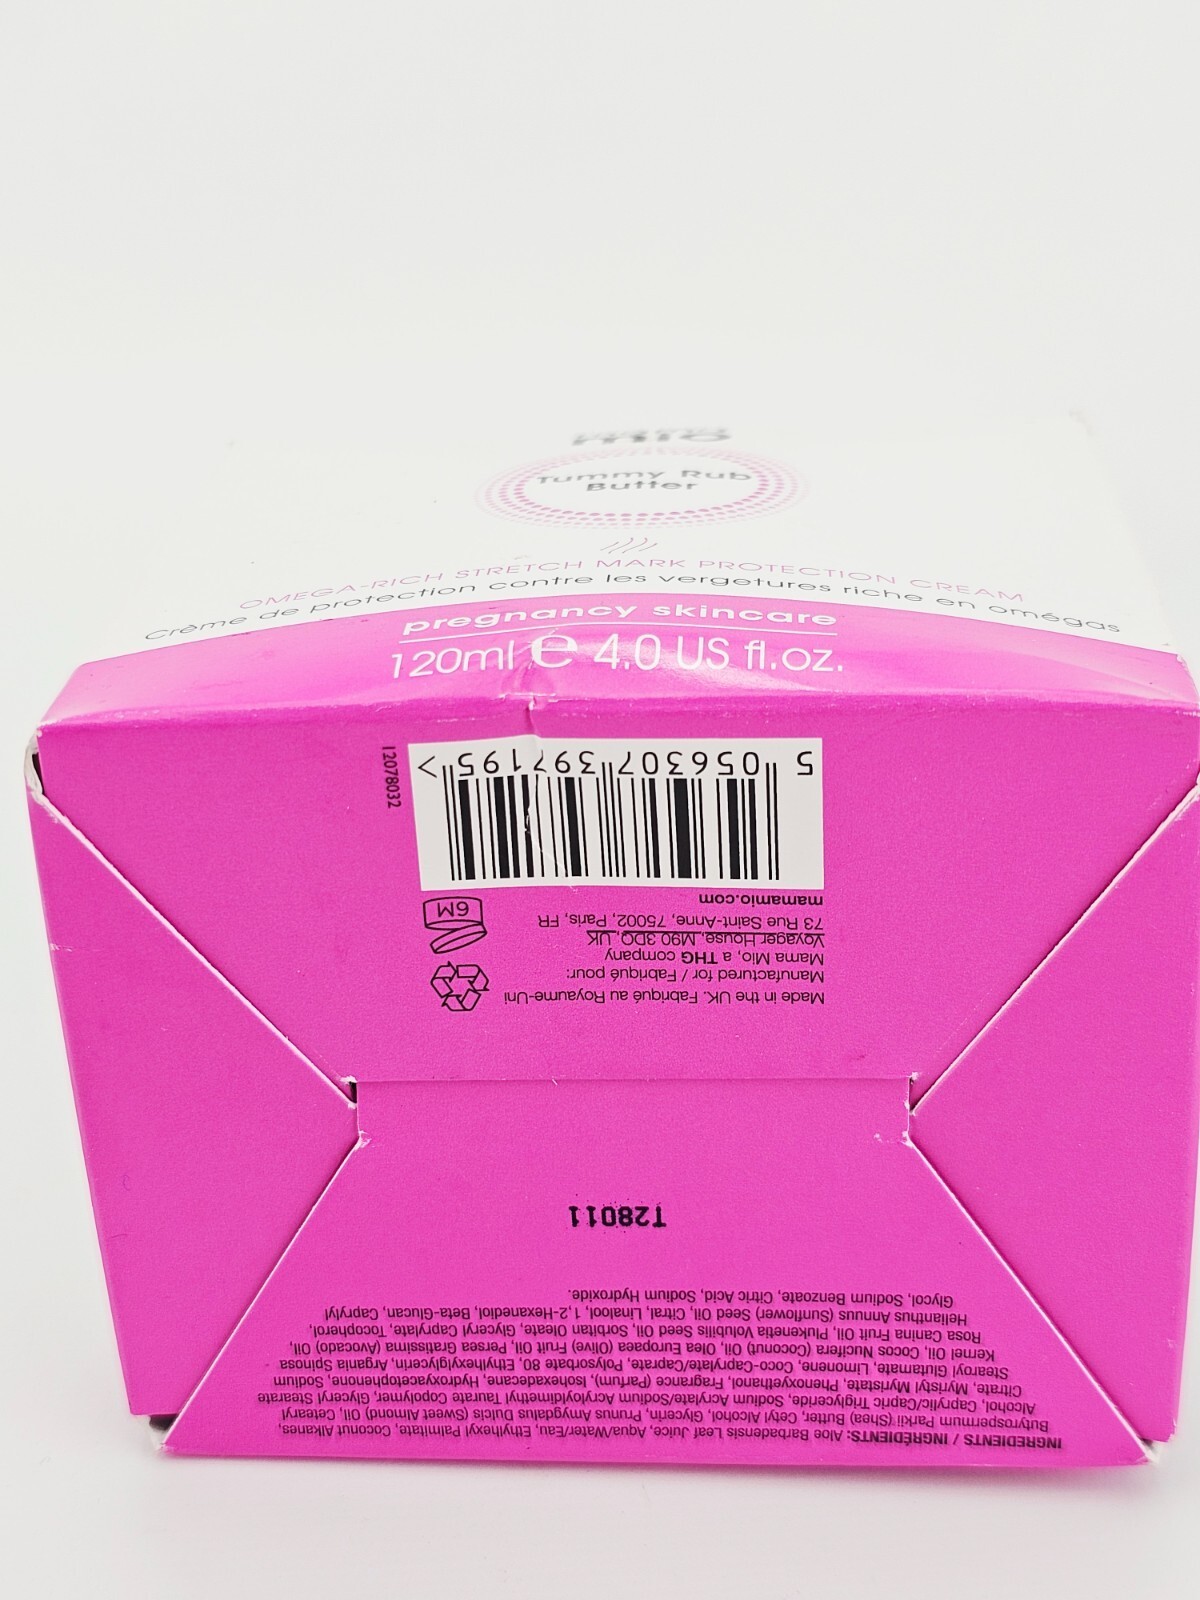 mio
Tummy Rub
Butter
OMEGA-RICH STRETCH MARK PROTECTION CREAM
Crème de protection contre les vergetures riche en omégas
pregnancy skincare
120ml e 4.0 US fl.oz.
12078032
5 056307 397195 >
6M
Made in the UK. Fabriqué au Royaume-Uni
Manufactured for / Fabriqué pour:
Mama Mio, a THG company
Voyager House, M90 3DQ, UK
73 Rue Saint-Anne, 75002, Paris, FR
mamamio.com
T28011
INGREDIENTS / INGRÉDIENTS: Aloe Barbadensis Leaf Juice, Aqua/Water/Eau, Ethylhexyl Palmitate, Coconut Alkanes,
Butyrospermum Parkii (Shea) Butter, Cetyl Alcohol, Glycerin, Prunus Amygdalus Dulcis (Sweet Almond) Oil, Cetearyl
Alcohol, Caprylic/Capric Triglyceride, Sodium Acrylate/Sodium Acryloyldimethyl Taurate Copolymer, Glyceryl Stearate
Citrate, Myristyl Myristate, Phenoxyethanol, Fragrance (Parfum), Isohexadecane, Hydroxyacetophenone, Sodium
Stearoyl Glutamate, Limonene, Coco-Caprylate/Caprate, Polysorbate 80, Ethylhexylglycerin, Argania Spinosa
Kernel Oil, Cocos Nucifera (Coconut) Oil, Olea Europaea (Olive) Fruit Oil, Persea Gratissima (Avocado) Oil,
Rosa Canina Fruit Oil, Plukenetia Volubilis Seed Oil, Sorbitan Oleate, Glyceryl Caprylate, Tocopherol,
Helianthus Annuus (Sunflower) Seed Oil, Citral, Linalool, 1,2-Hexanediol, Beta-Glucan, Caprylyl
Glycol, Sodium Benzoate, Citric Acid, Sodium Hydroxide.